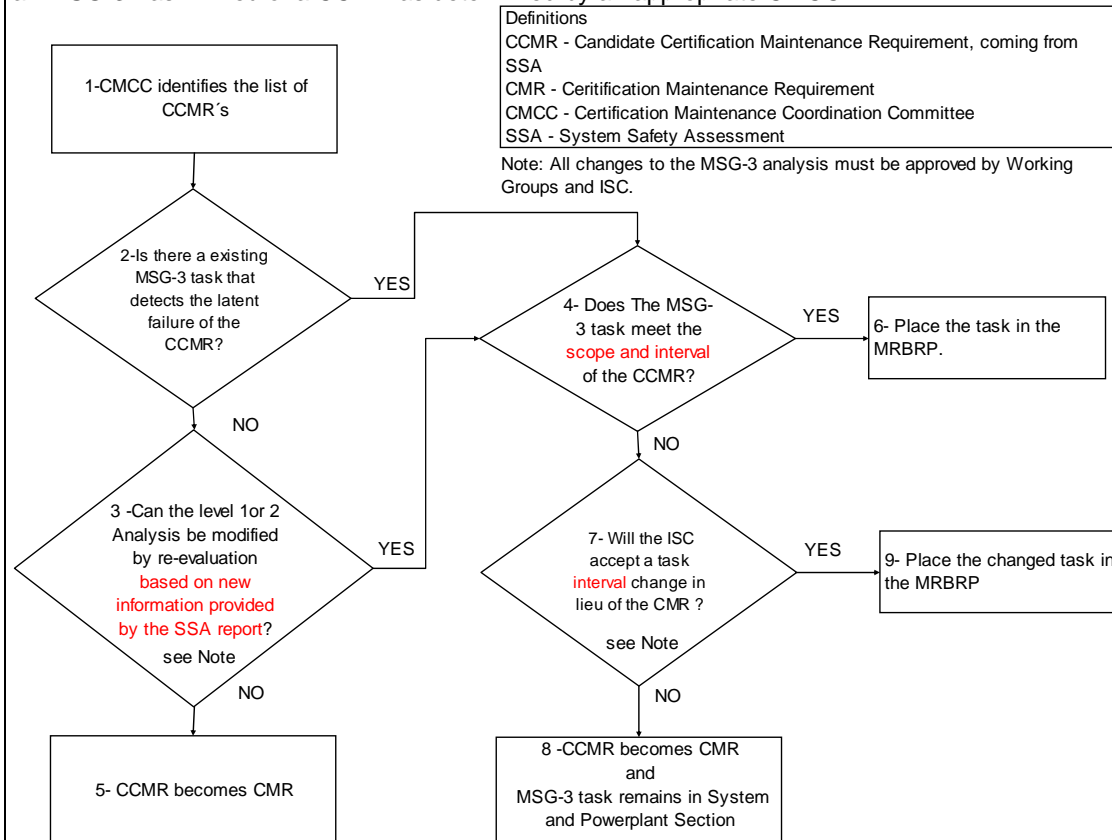 Definitions
CCMR - Candidate Certification Maintenance Requirement, coming from
SSA
CMR - Ceritification Maintenance Requirement
CMCC - Certification Maintenance Coordination Committee
SSA - System Safety Assessment
Note: All changes to the MSG-3 analysis must be approved by Working
Groups and ISC.
1-CMCC identifies the list of
CCMR´s
2-Is there a existing
MSG-3 task that
detects the latent
failure of the
CCMR?
YES
NO
3 -Can the level 1or 2
Analysis be modified
by re-evaluation
based on new
information provided
by the SSA report?
see Note
YES
NO
5- CCMR becomes CMR
4- Does The MSG-
3 task meet the
scope and interval
of the CCMR?
YES
NO
6- Place the task in the
MRBRP.
7- Will the ISC
accept a task
interval change in
lieu of the CMR ?
see Note
YES
NO
9- Place the changed task in
the MRBRP
8 -CCMR becomes CMR
and
MSG-3 task remains in System
and Powerplant Section